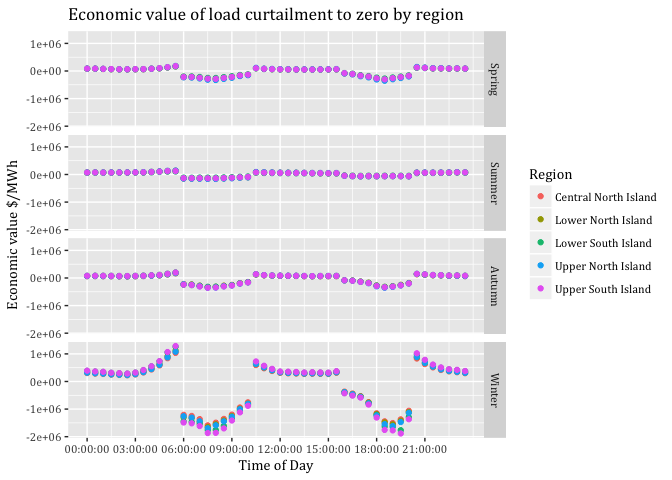 Economic value of load curtailment to zero by region
Economic value $/MWh
1e+06
0e+00
-1e+06
-2e+06
Spring
1e+06
0e+00
-1e+06
-2e+06
Summer
1e+06
0e+00
-1e+06
-2e+06
Autumn
1e+06
0e+00
-1e+06
-2e+06
Winter
00:00:00 03:00:00 06:00:00 09:00:00 12:00:00 15:00:00 18:00:00 21:00:00
Time of Day
Region
Central North Island
Lower North Island
Lower South Island
Upper North Island
Upper South Island